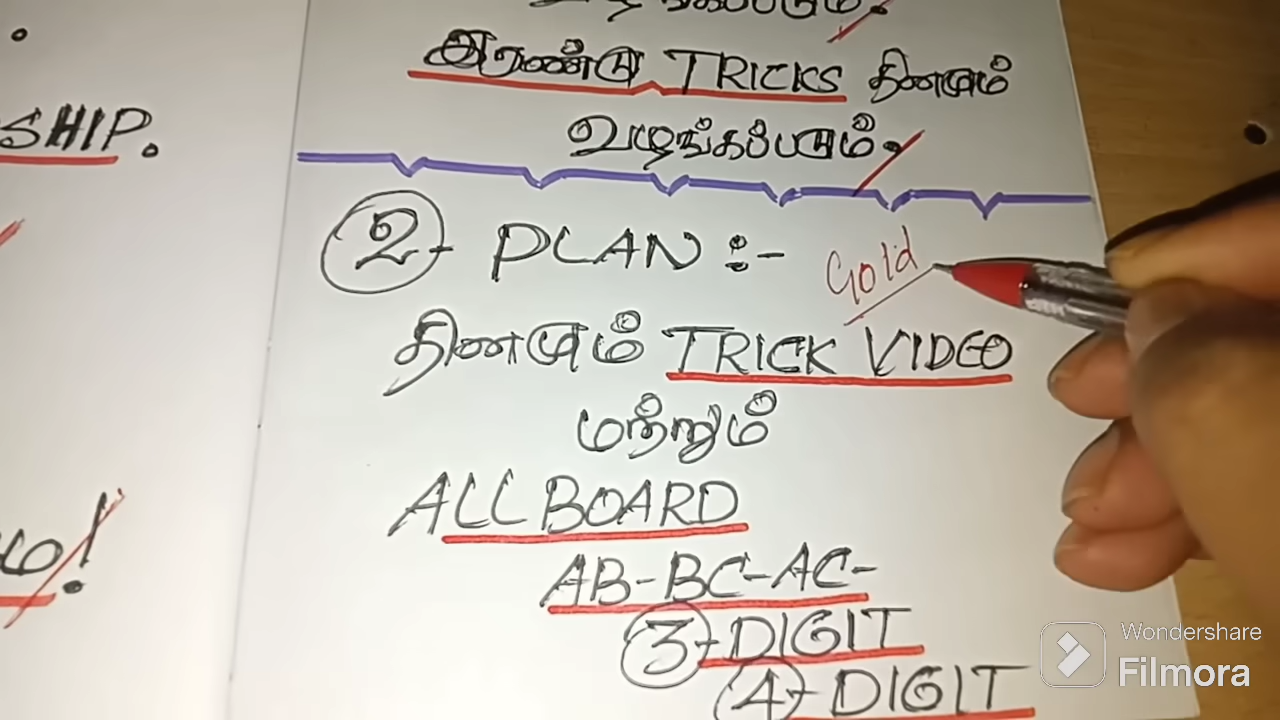 SHIP.
இரண்டு TRICKS தினமும்
வழங்கப்படும்.
2 - PLAN :-
Gold
தினமும் TRICK VIDEO
மற்றும்
ALL BOARD
AB-BC-AC-
3-DIGIT
4-DIGIT
Wondershare
Filmora